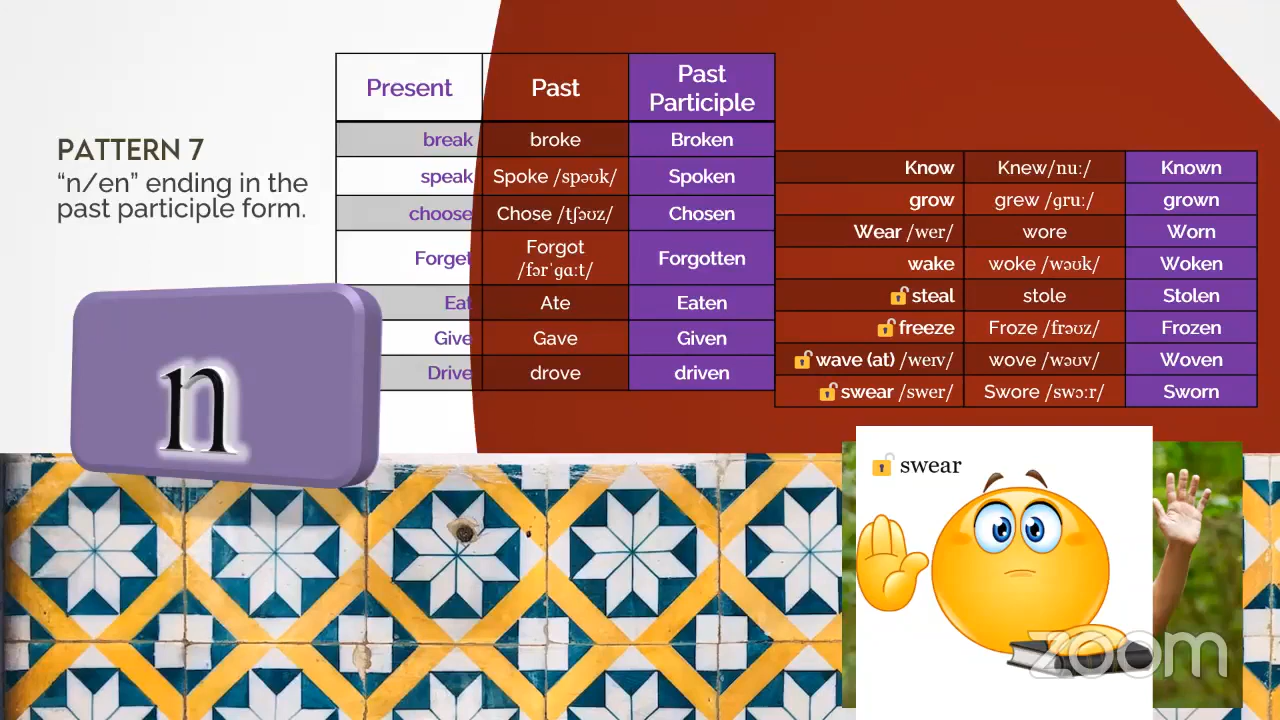 PATTERN 7
“n/en” ending in the
past participle form.
n
Present Past Past Participle
break broke Broken
speak Spoke /spəʊk/ Spoken
choose Chose /tʃəʊz/ Chosen
Forget Forgot /fərˈɡɑːt/ Forgotten
Eat Ate Eaten
Give Gave Given
Drive drove driven
Know Knew/nuː/ Known
grow grew /ɡruː/ grown
Wear /wer/ wore Worn
wake woke /wəʊk/ Woken
steal stole Stolen
freeze Froze /frəʊz/ Frozen
wave (at) /weɪv/ wove /wəʊv/ Woven
swear /swer/ Swore /swɔːr/ Sworn
swear
zoom